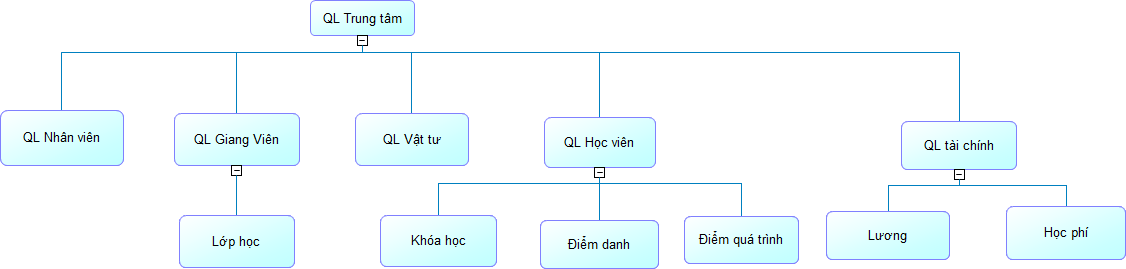 QL Trung tâm
QL Nhân viên
QL Giang Viên
QL Vật tư
QL Học viên
QL tài chính
Lớp học
Khóa học
Điểm danh
Điểm quá trình
Lương
Học phí